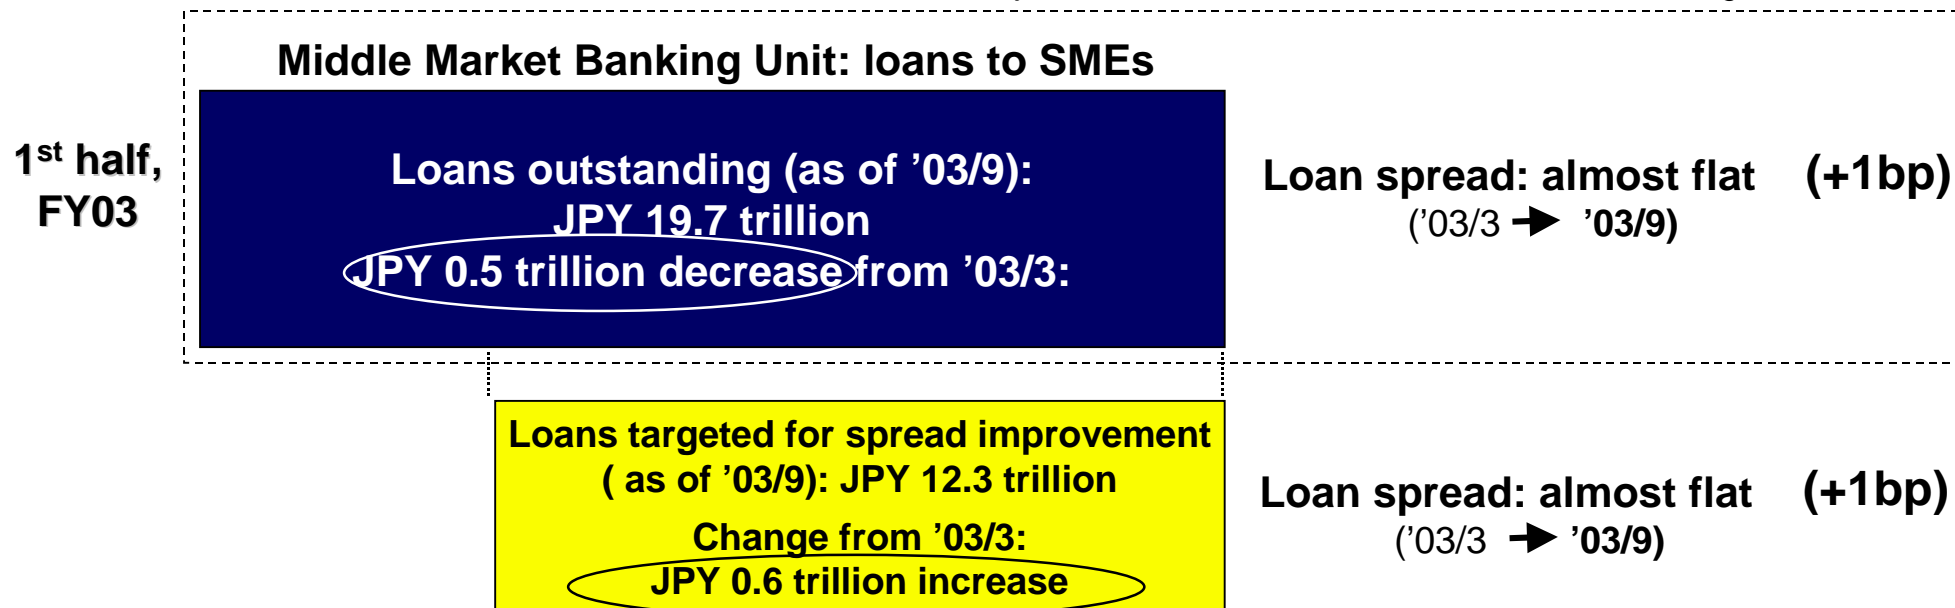 Middle Market Banking Unit: loans to SMEs
1st half,
FY03
Loans outstanding (as of ’03/9):
JPY 19.7 trillion
JPY 0.5 trillion decrease from ’03/3:
Loan spread: almost flat (+1bp)
(’03/3 → ’03/9)
Loans targeted for spread improvement
( as of ’03/9): JPY 12.3 trillion
Change from ’03/3:
JPY 0.6 trillion increase
Loan spread: almost flat (+1bp)
(’03/3 → ’03/9)